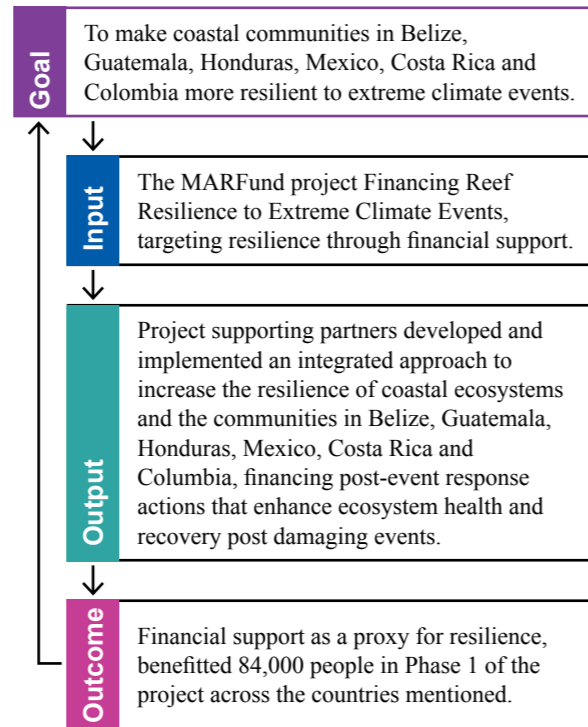 Goal
To make coastal communities in Belize,
Guatemala, Honduras, Mexico, Costa Rica and
Colombia more resilient to extreme climate events.
Input
The MARFund project Financing Reef
Resilience to Extreme Climate Events,
targeting resilience through financial support.
Output
Project supporting partners developed and
implemented an integrated approach to
increase the resilience of coastal ecosystems
and the communities in Belize, Guatemala,
Honduras, Mexico, Costa Rica and
Columbia, financing post-event response
actions that enhance ecosystem health and
recovery post damaging events.
Outcome
Financial support as a proxy for resilience,
benefitted 84,000 people in Phase 1 of the
project across the countries mentioned.